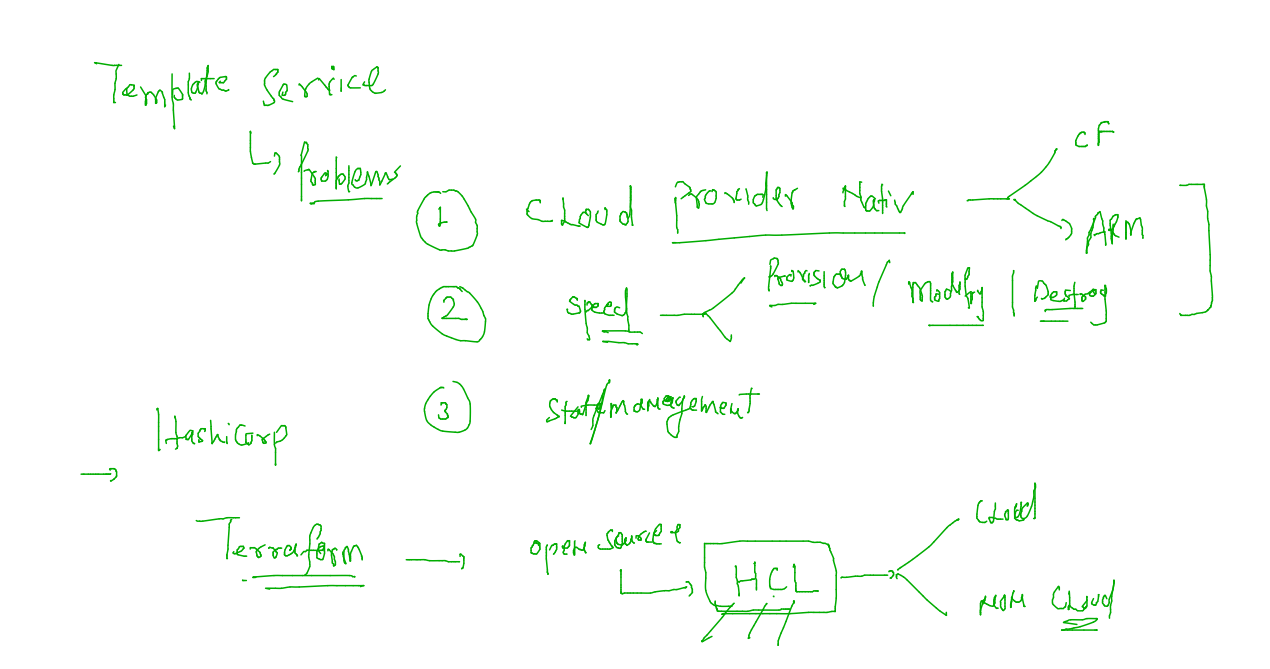 Template Service
Problems
1 Cloud Provider Nativ
CF
ARM
2 Speed Provision / Modify | Destroy
3 State/management
Hashicorp
Terraform
open source
HCL
Cloud
non Cloud